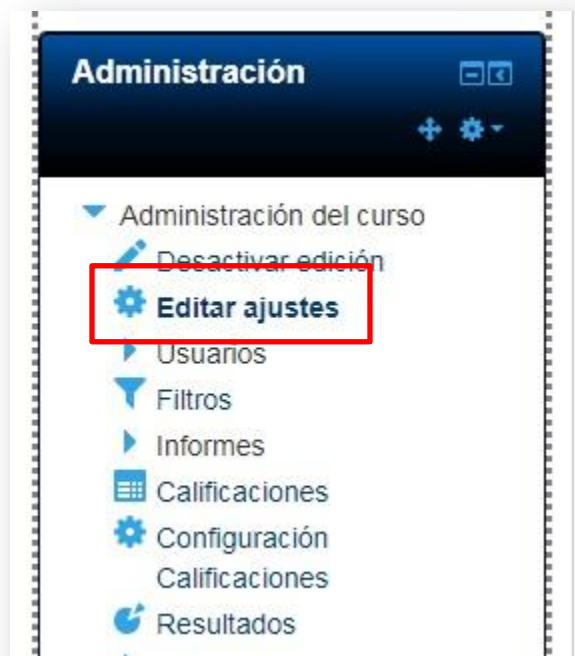 Administración
Administración del curso
Desactivar edición
Editar ajustes
Usuarios
Filtros
Informes
Calificaciones
Configuración
Calificaciones
Resultados